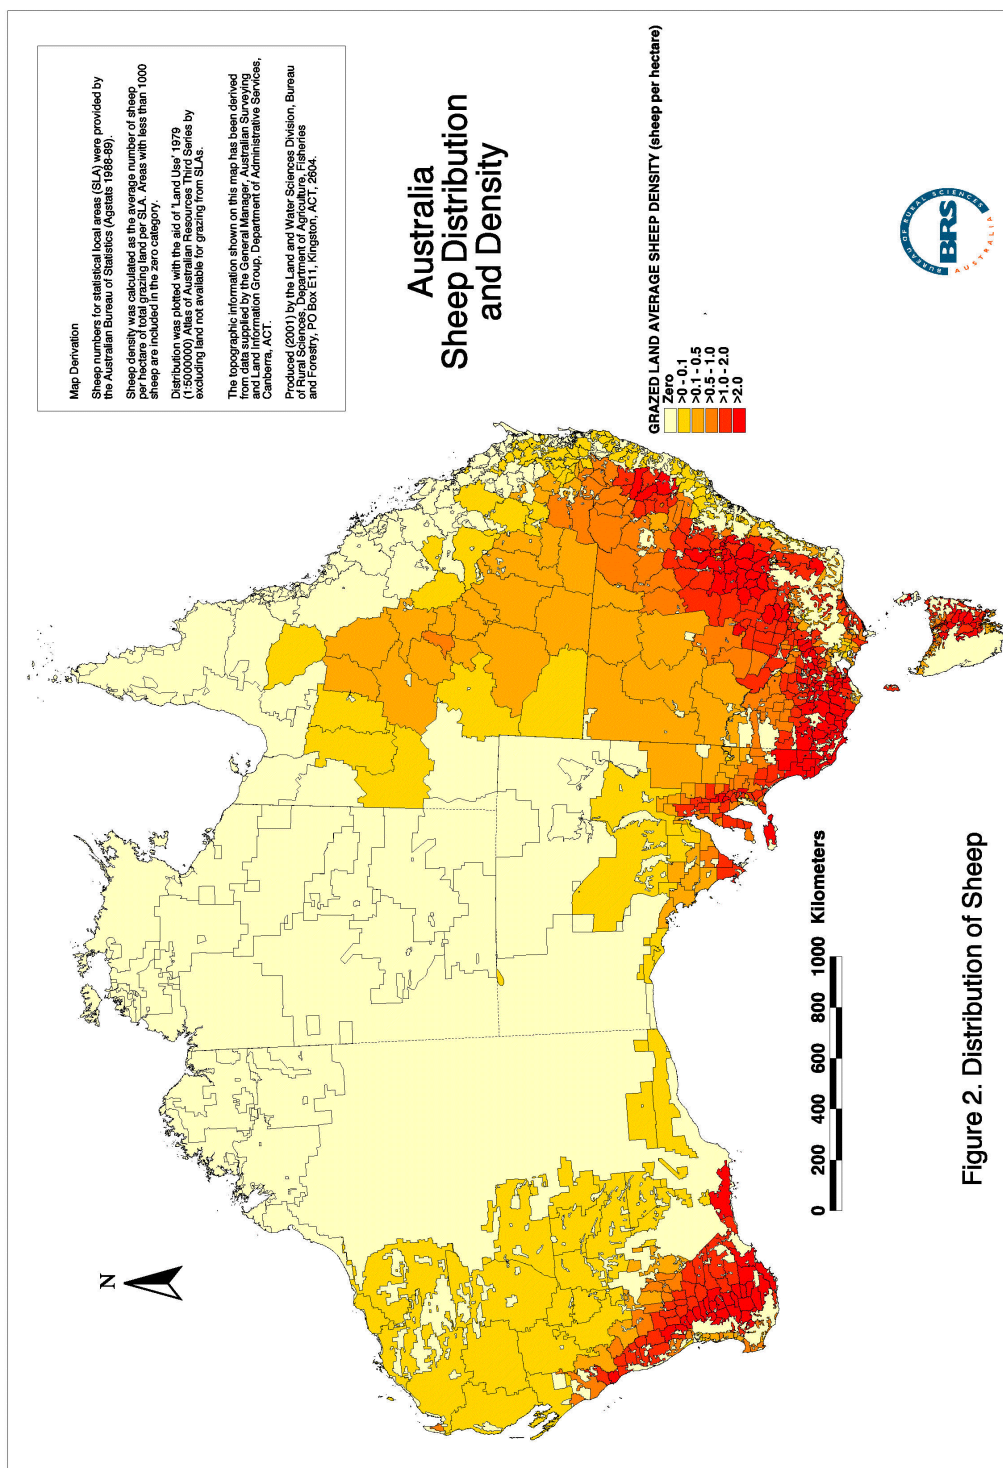 Map Derivation
Sheep numbers for statistical local areas (SLA) were provided by
the Australian Bureau of Statistics (Agstats 1988-89).
Sheep density was calculated as the average number of sheep
per hectare of total grazing land per SLA. Areas with less than 1000
sheep are included in the zero category.
Distribution was plotted with the aid of 'Land Use' 1979
(1:5000000) Atlas of Australian Resources Third Series by
excluding land not available for grazing from SLAs.
The topographic information shown on this map has been derived
from data supplied by the General Manager, Australian Surveying
and Land Information Group, Department of Administrative Services,
Canberra, ACT.
Produced (2001) by the Land and Water Sciences Division, Bureau
of Rural Sciences, Department of Agriculture, Fisheries
and Forestry, PO Box E11, Kingston, ACT, 2604.
Australia
Sheep Distribution
and Density
GRAZED LAND AVERAGE SHEEP DENSITY (sheep per hectare)
Zero
>0 - 0.1
>0.1 - 0.5
>0.5 - 1.0
>1.0 - 2.0
>2.0
BUREAU OF RURAL SCIENCES
BRS
AUSTRALIA
N
0 200 400 600 800 1000 Kilometers
Figure 2. Distribution of Sheep